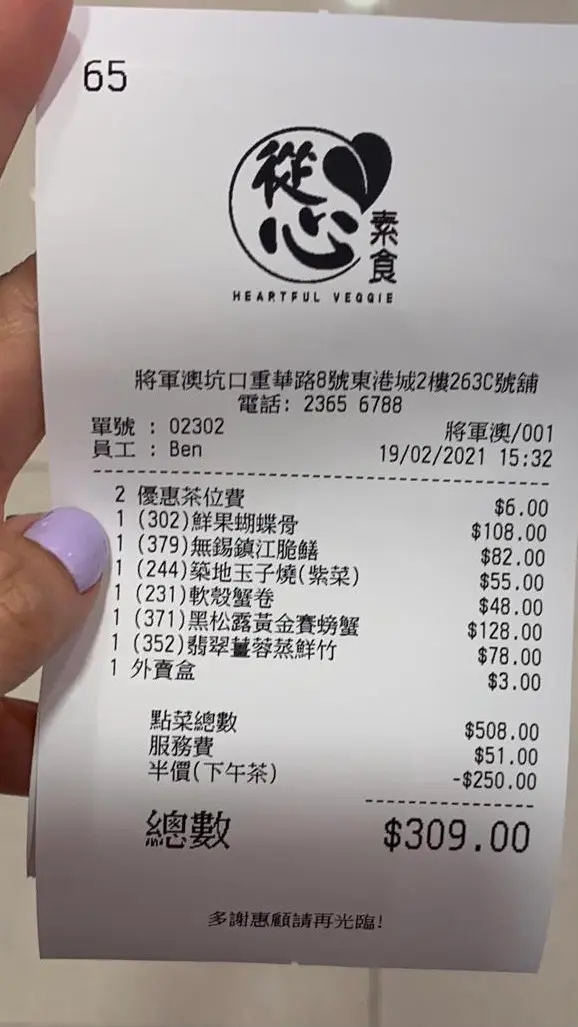 65
從心
素食
HEARTFUL VEGGIE
將軍澳坑口重華路8號東港城2樓263C號舖
電話: 2365 6788
單號 : 02302 將軍澳/001
員工 : Ben 19/02/2021 15:32
2 優惠茶位費 $6.00
1 (302)鮮果蝴蝶骨 $108.00
1 (379)無錫鎮江脆鱔 $82.00
1 (244)築地玉子燒(紫菜) $55.00
1 (231)軟殼蟹卷 $48.00
1 (371)黑松露黃金賽螃蟹 $128.00
1 (352)翡翠薑蓉蒸鮮竹 $78.00
1 外賣盒 $3.00
點菜總數 $508.00
服務費 $51.00
半價(下午茶) -$250.00
總數 $309.00
多謝惠顧請再光臨!